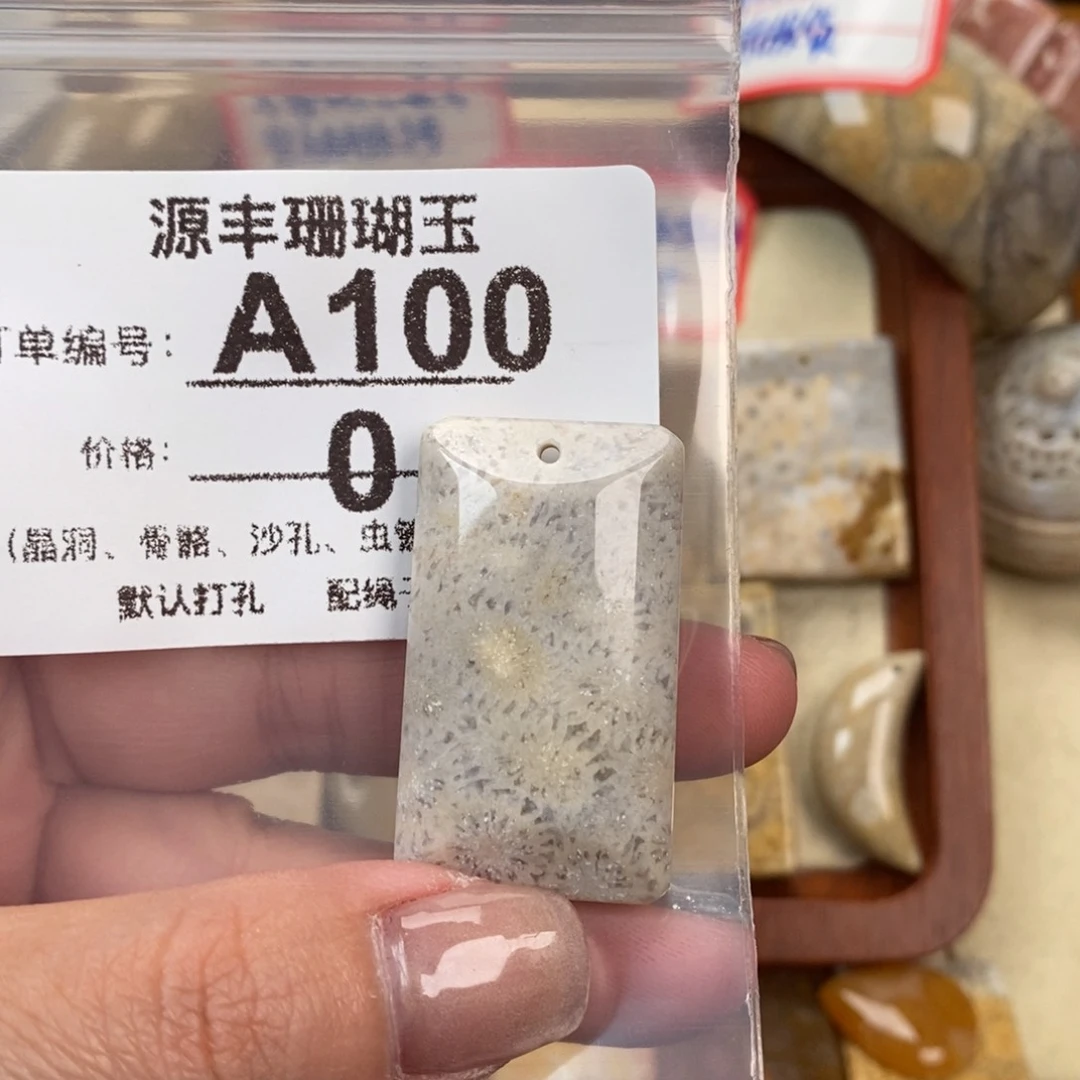 源丰珊瑚玉
单编号：A100
价格： 0
（晶洞、骨骼、沙孔、虫
默认打孔 配绳